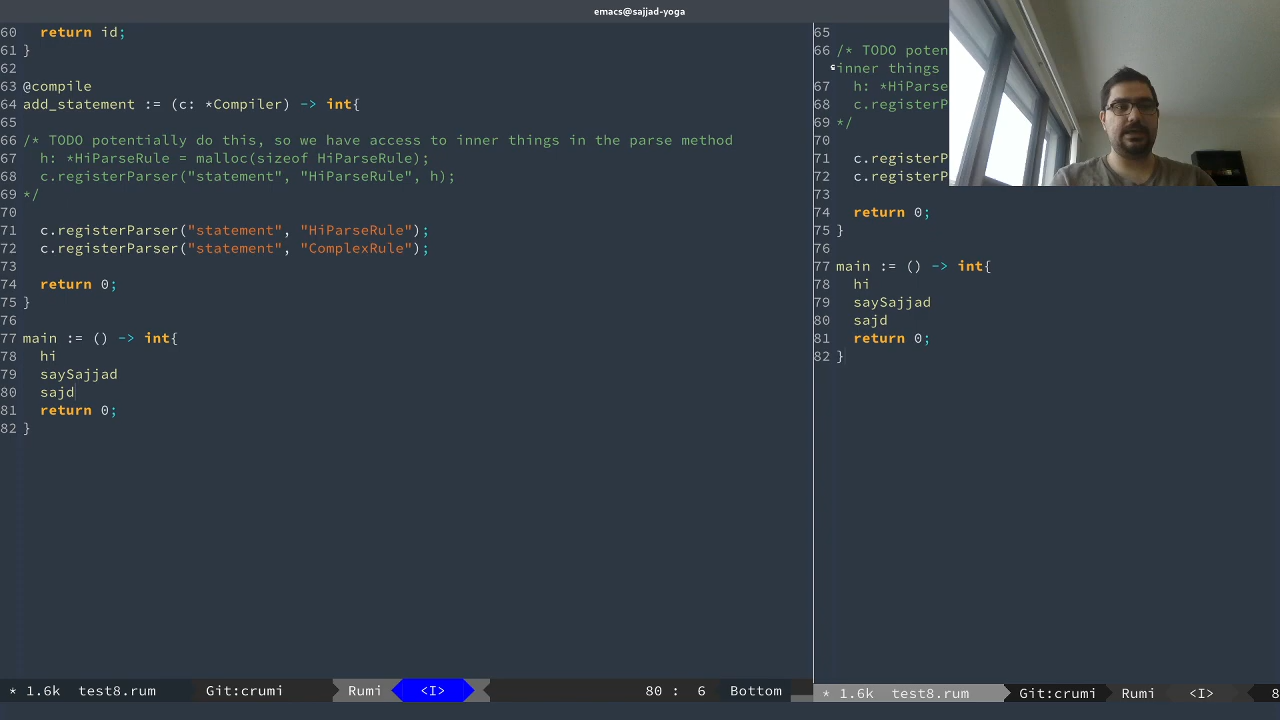 emacs@sajjad-yoga
60   return id;
61 }
62
63 @compile
64 add_statement := (c: *Compiler) -> int{
65
66 /* TODO potentially do this, so we have access to inner things in the parse method
67   h: *HiParseRule = malloc(sizeof HiParseRule);
68   c.registerParser("statement", "HiParseRule", h);
69 */
70
71   c.registerParser("statement", "HiParseRule");
72   c.registerParser("statement", "ComplexRule");
73
74   return 0;
75 }
76
77 main := () -> int{
78   hi
79   saySajjad
80   sajd
81   return 0;
82 }
* 1.6k test8.rum Git:crumi Rumi <I> 80 : 6 Bottom
65
66 /* TODO poten
inner things
67   h: *HiParse
68   c.registerP
69 */
70
71   c.registerP
72   c.registerP
73
74   return 0;
75 }
76
77 main := () -> int{
78   hi
79   saySajjad
80   sajd
81   return 0;
82 }
* 1.6k test8.rum Git:crumi Rumi <I> 8